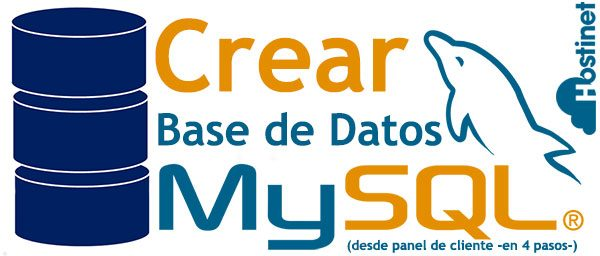 Crear
Base de Datos
MySQL®
(desde panel de cliente -en 4 pasos-)
Hostinet